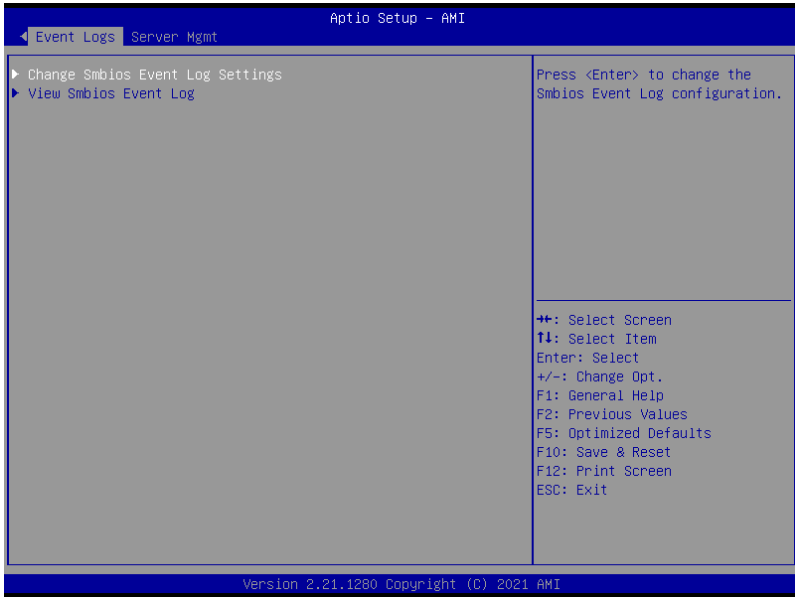 Aptio Setup – AMI
Event Logs Server Mgmt
Change Smbios Event Log Settings
View Smbios Event Log
Press <Enter> to change the
Smbios Event Log configuration.
→←: Select Screen
↑↓: Select Item
Enter: Select
+/-: Change Opt.
F1: General Help
F2: Previous Values
F5: Optimized Defaults
F10: Save & Reset
F12: Print Screen
ESC: Exit
Version 2.21.1280 Copyright (C) 2021 AMI